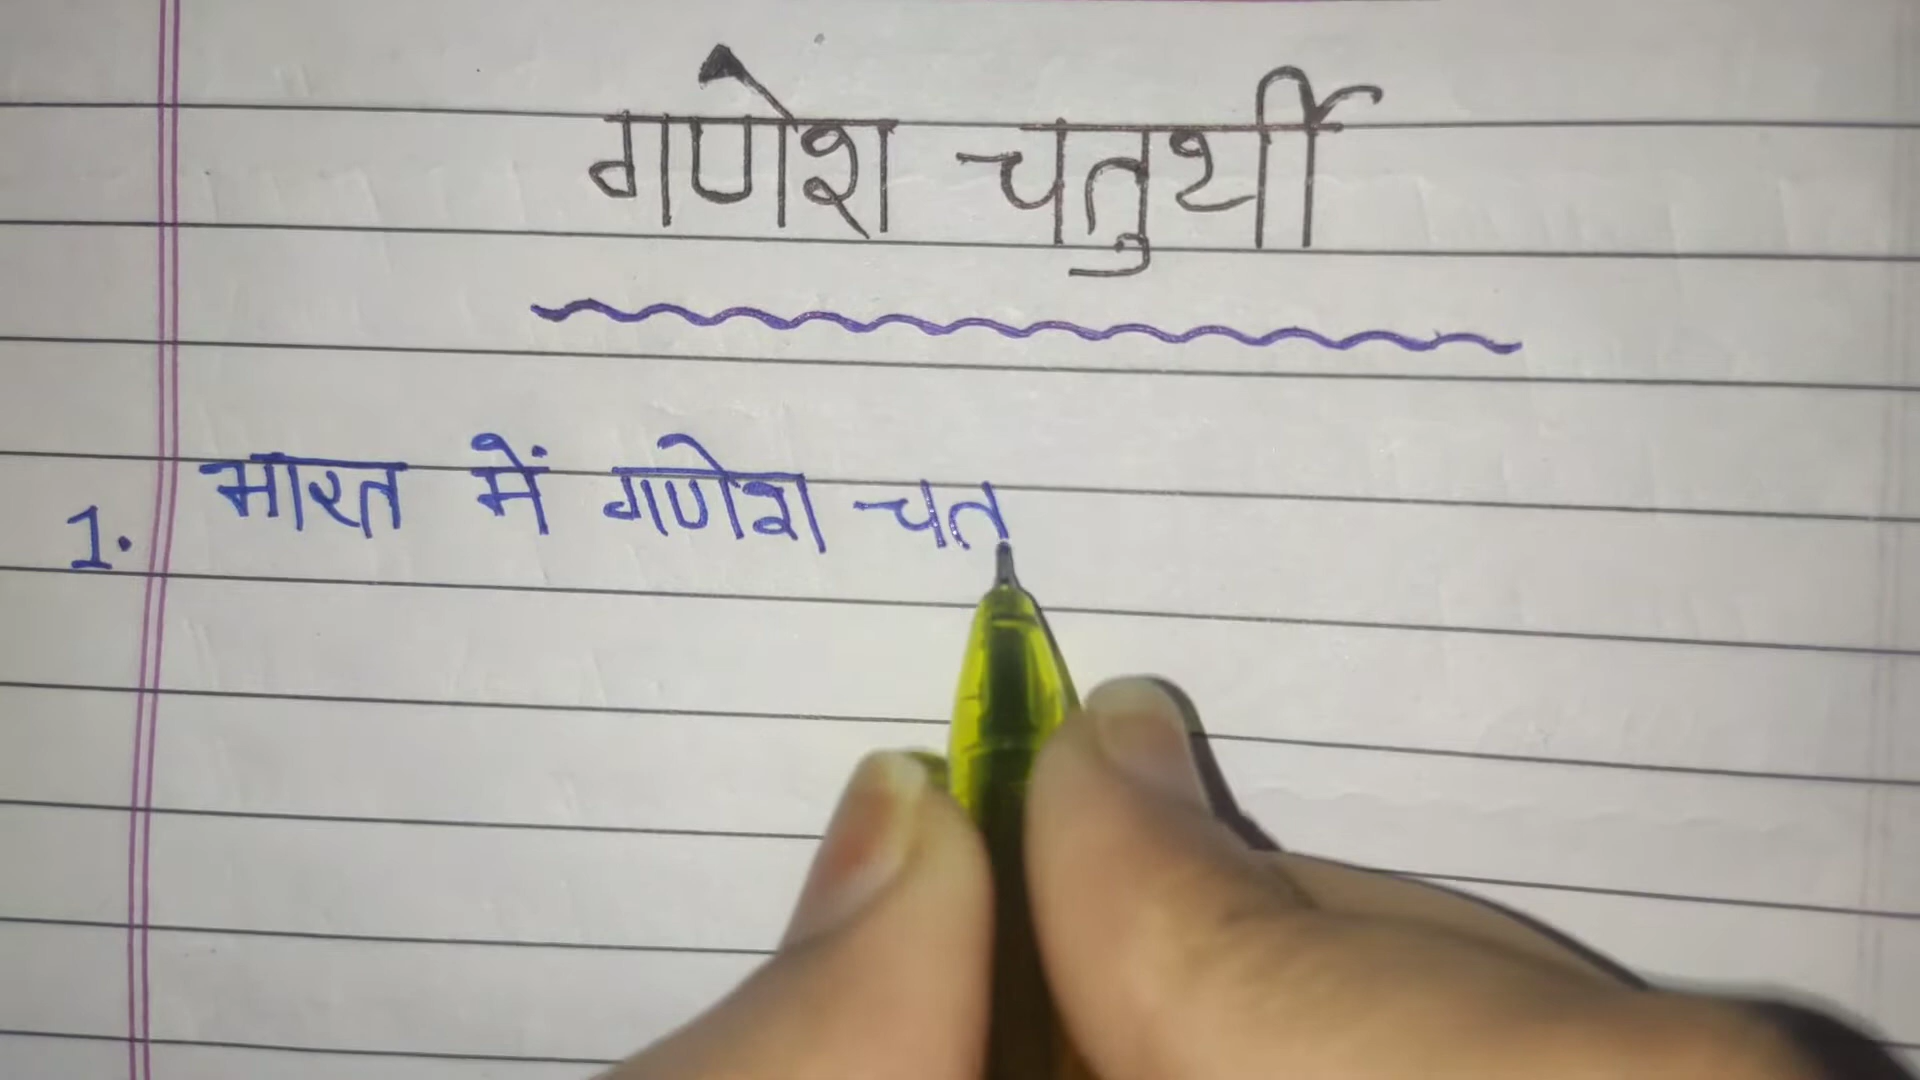 गणेश चतुर्थी
1. भारत में गणेश चत